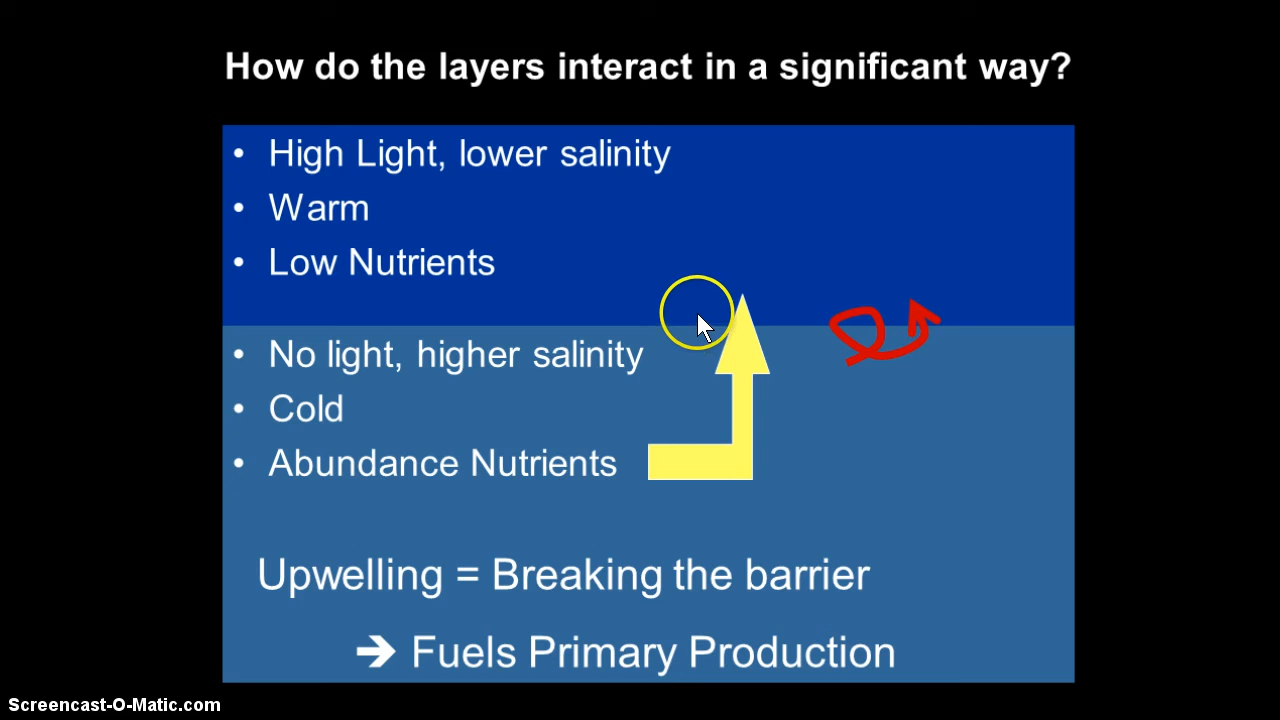 How do the layers interact in a significant way?
• High Light, lower salinity
• Warm
• Low Nutrients
• No light, higher salinity
• Cold
• Abundance Nutrients
Upwelling = Breaking the barrier
➔ Fuels Primary Production
Screencast-O-Matic.com